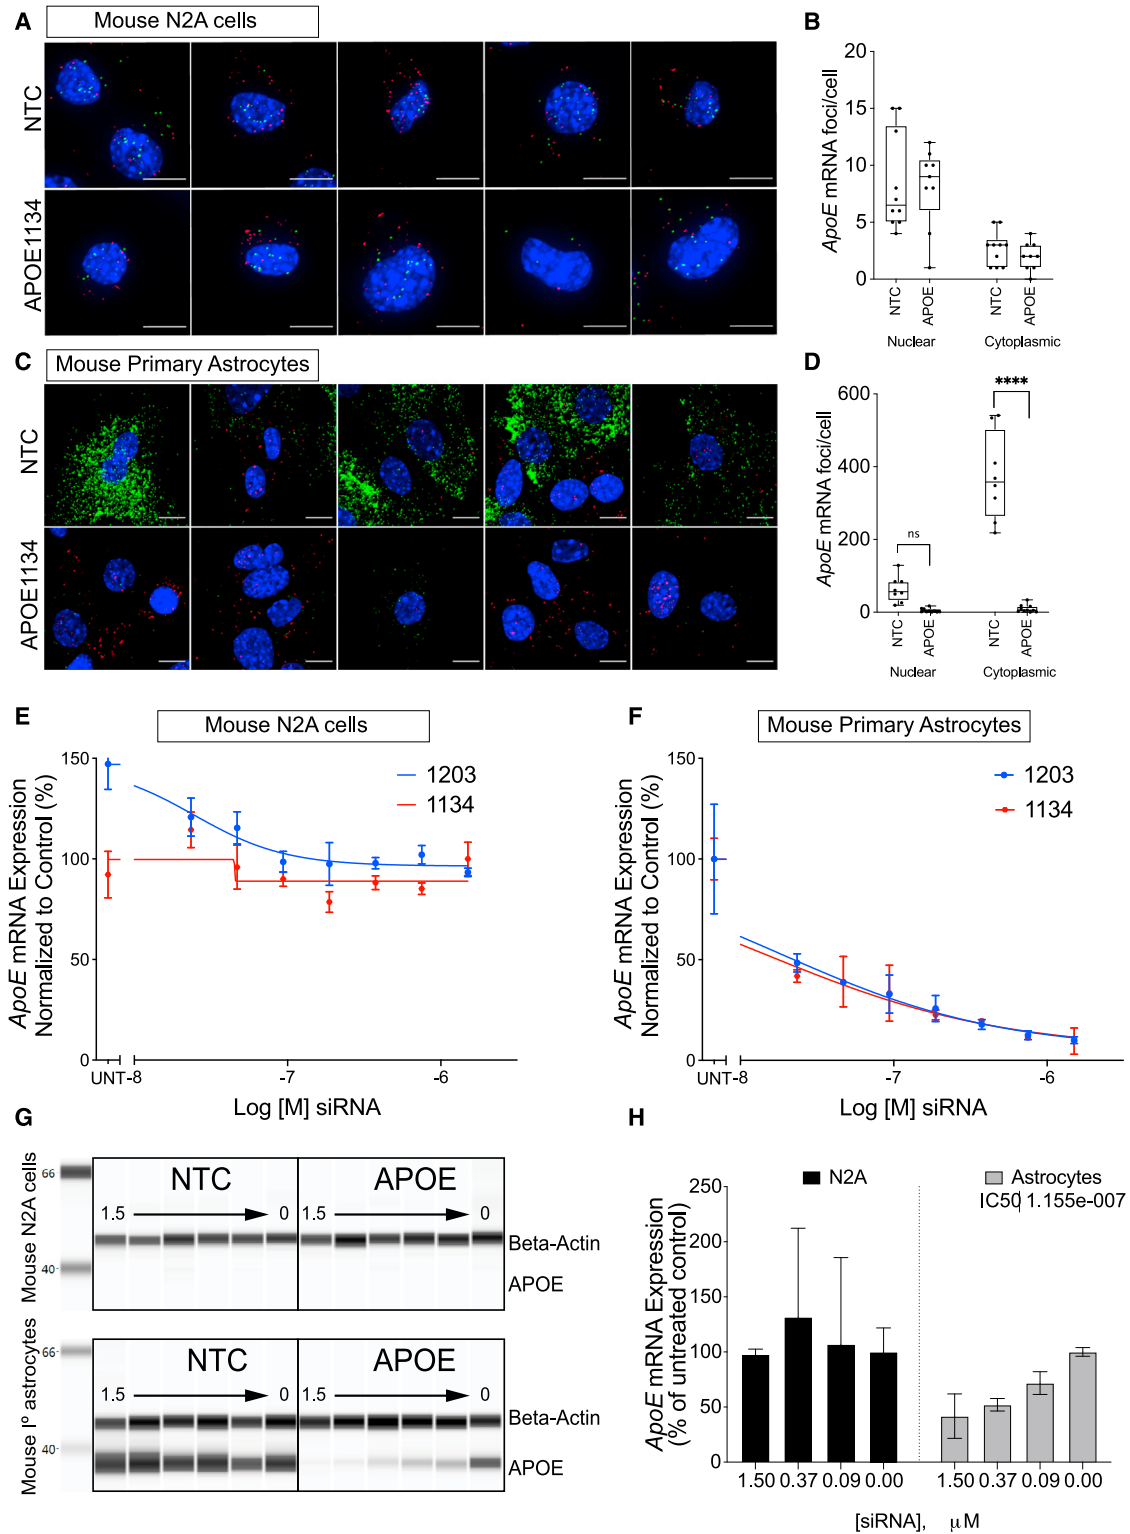 A
Mouse N2A cells
NTC
APOE1134
B
ApoE mRNA foci/cell
20
15
10
5
0
NTC
APOE
NTC
APOE
Nuclear
Cytoplasmic
C
Mouse Primary Astrocytes
NTC
APOE1134
D
ApoE mRNA foci/cell
600
400
200
0
ns
****
NTC
APOE
NTC
APOE
Nuclear
Cytoplasmic
E
Mouse N2A cells
ApoE mRNA Expression
Normalized to Control (%)
150
100
50
0
1203
1134
UNT
-8
-7
-6
Log [M] siRNA
F
Mouse Primary Astrocytes
ApoE mRNA Expression
Normalized to Control (%)
150
100
50
0
1203
1134
UNT
-8
-7
-6
Log [M] siRNA
G
Mouse N2A cells
66
40
NTC
1.5
0
APOE
1.5
0
Beta-Actin
APOE
Mouse Iº astrocytes
66
40
NTC
1.5
0
APOE
1.5
0
Beta-Actin
APOE
H
N2A
Astrocytes
IC50 1.155e-007
ApoE mRNA Expression
(% of untreated control)
250
200
150
100
50
0
1.50 0.37 0.09 0.00
1.50 0.37 0.09 0.00
[siRNA], μM